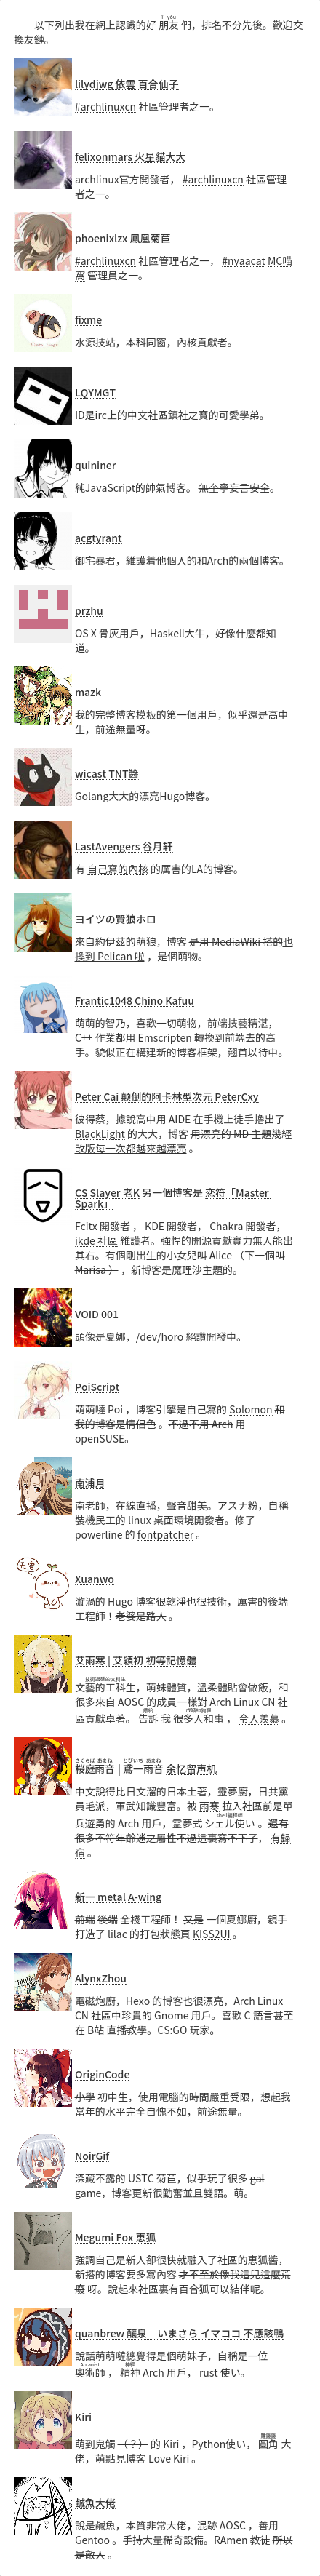 以下列出我在網上認識的好 朋友 們，排名不分先後。歡迎交
換友鏈。
lilydjwg 依雲 百合仙子
#archlinuxcn 社區管理者之一。
felixonmars 火星貓大大
archlinux官方開發者， #archlinuxcn 社區管理
者之一。
phoenixlzx 鳳凰菊苣
#archlinuxcn 社區管理者之一， #nyaacat MC喵
窩 管理員之一。
fixme
水源技站，本科同窗，內核貢獻者。
LQYMGT
ID是irc上的中文社區鎮社之寶的可愛學弟。
quininer
純JavaScript的帥氣博客。 無奎寧妄言安全。
acgtyrant
御宅暴君，維護着他個人的和Arch的兩個博客。
przhu
OS X 骨灰用戶，Haskell大牛，好像什麼都知
道。
mazk
我的完整博客模板的第一個用戶，似乎還是高中
生，前途無量呀。
wicast TNT醬
Golang大大的漂亮Hugo博客。
LastAvengers 谷月轩
有 自己寫的內核 的厲害的LA的博客。
ヨイツの賢狼ホロ
來自約伊茲的萌狼，博客 是用 MediaWiki 搭的也
換到 Pelican 啦 ，是個萌物。
Frantic1048 Chino Kafuu
萌萌的智乃，喜歡一切萌物，前端技藝精湛，
C++ 作業都用 Emscripten 轉換到前端去的高
手。貌似正在構建新的博客框架，翹首以待中。
Peter Cai 颠倒的阿卡林型次元 PeterCxy
彼得蔡，據說高中用 AIDE 在手機上徒手擼出了
BlackLight 的大大，博客 用漂亮的 MD 主題幾經
改版每一次都越來越漂亮 。
CS Slayer 老K 另一個博客是 恋符「Master
Spark」
Fcitx 開發者 ， KDE 開發者， Chakra 開發者，
ikde 社區 維護者。強悍的開源貢獻實力無人能出
其右。有個剛出生的小女兒叫 Alice （下一個叫
Marisa ） ，新博客是魔理沙主題的。
VOID 001
頭像是夏娜，/dev/horo 絕讚開發中。
PoiScript
萌萌噠 Poi ，博客引擎是自己寫的 Solomon 和
我的博客是情侶色 。不過不用 Arch 用
openSUSE。
南浦月
南老師，在線直播，聲音甜美。アスナ粉，自稱
裝機民工的 linux 桌面環境開發者。修了
powerline 的 fontpatcher 。
Xuanwo
漩渦的 Hugo 博客很乾淨也很技術，厲害的後端
工程師！老婆是路人 。
艾雨寒 | 艾穎初 初等記憶體
文藝的工科生，萌妹體質，溫柔體貼會做飯，和
很多來自 AOSC 的成員一樣對 Arch Linux CN 社
區貢獻卓著。 告訴 我 很多人和事 ， 令人羨慕 。
桜庭雨音 | 鳶一雨音 余忆留声机
中文說得比日文溜的日本土著，靈夢廚，日共黨
員毛派，軍武知識豐富。被 雨寒 拉入社區前是單
兵遊勇的 Arch 用戶，靈夢式 シェル使い 。還有
很多不符年齡迷之屬性不過這裏寫不下了， 有歸
宿 。
新一 metal A-wing
前端 後端 全棧工程師！ 又是 一個夏娜廚，親手
打造了 lilac 的打包狀態頁 KISS2UI 。
AlynxZhou
電磁炮廚，Hexo 的博客也很漂亮，Arch Linux
CN 社區中珍貴的 Gnome 用戶。喜歡 C 語言甚至
在 B站 直播教學。CS:GO 玩家。
OriginCode
小學 初中生，使用電腦的時間嚴重受限，想起我
當年的水平完全自愧不如，前途無量。
NoirGif
深藏不露的 USTC 菊苣，似乎玩了很多 gal
game，博客更新很勤奮並且雙語。萌。
Megumi Fox 恵狐
強調自己是新人卻很快就融入了社區的恵狐醬，
新搭的博客要多寫內容 才不至於像我這兒這麼荒
廢 呀。說起來社區裏有百合狐可以結伴呢。
quanbrew 釀泉　いまさら イマココ 不應該鴨
說話萌萌噠總覺得是個萌妹子，自稱是一位
奧術師 ， 精神 Arch 用戶， rust 使い。
Kiri
萌到鬼觸 （？） 的 Kiri ，Python使い， 圓角 大
佬，萌點見博客 Love Kiri 。
鹹魚大佬
說是鹹魚，本質非常大佬，混跡 AOSC ，善用
Gentoo 。手持大量稀奇設備。RAmen 教徒 所以
是敵人 。